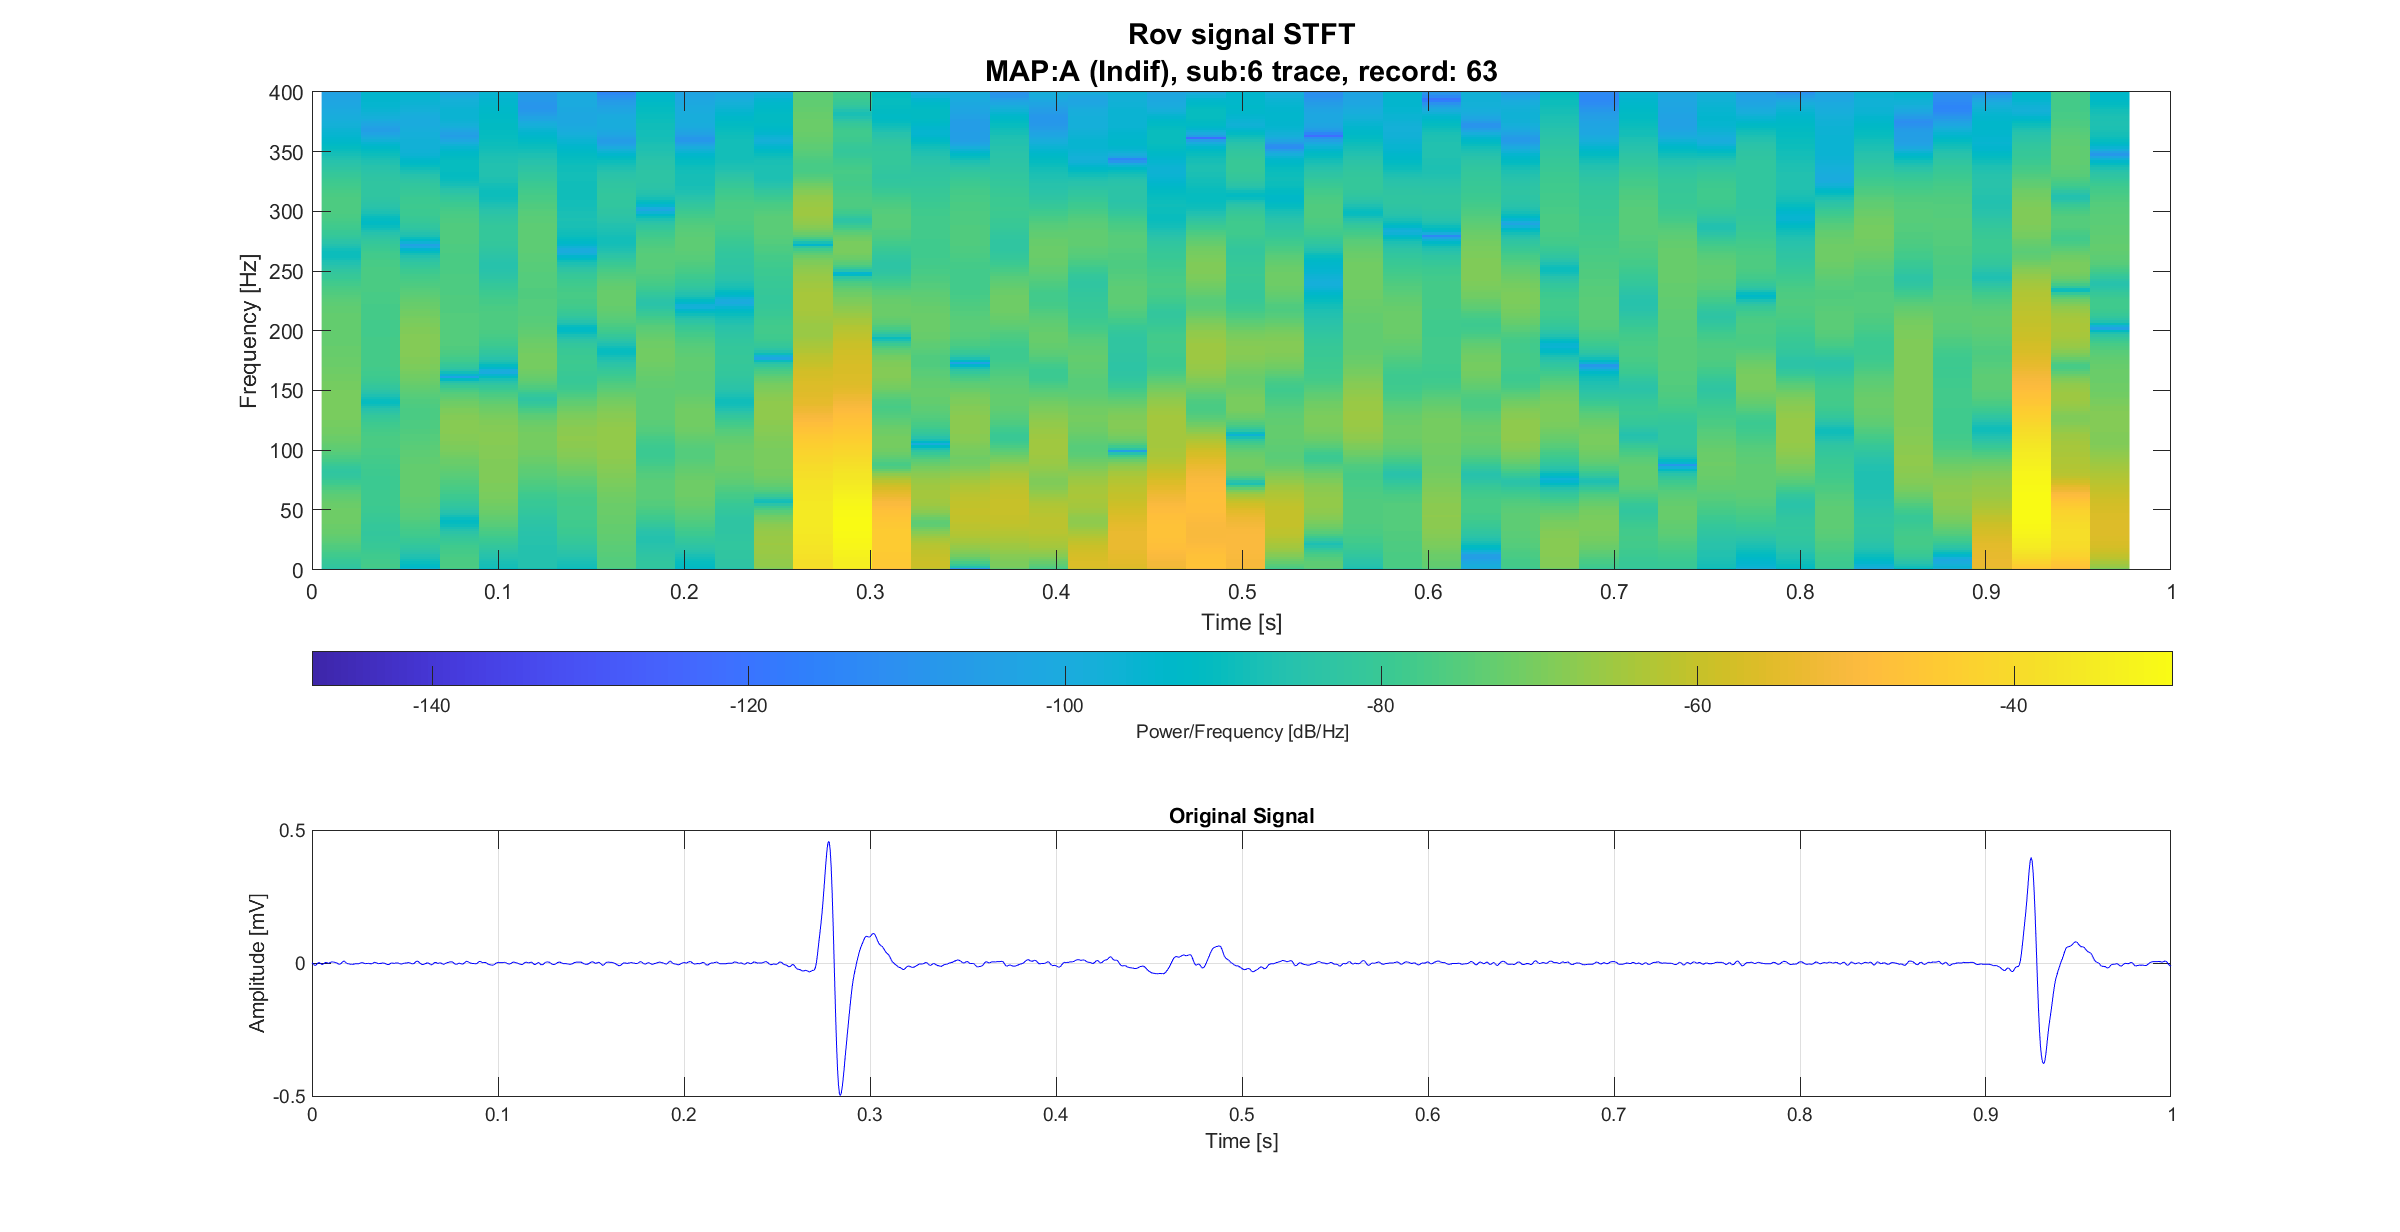 Rov signal STFT
MAP:A (Indif), sub:6 trace, record: 63
400
350
300
250
200
150
100
50
0
Frequency [Hz]
0 0.1 0.2 0.3 0.4 0.5 0.6 0.7 0.8 0.9 1
Time [s]
-140 -120 -100 -80 -60 -40
Power/Frequency [dB/Hz]
Original Signal
0.5
0
-0.5
Amplitude [mV]
0 0.1 0.2 0.3 0.4 0.5 0.6 0.7 0.8 0.9 1
Time [s]